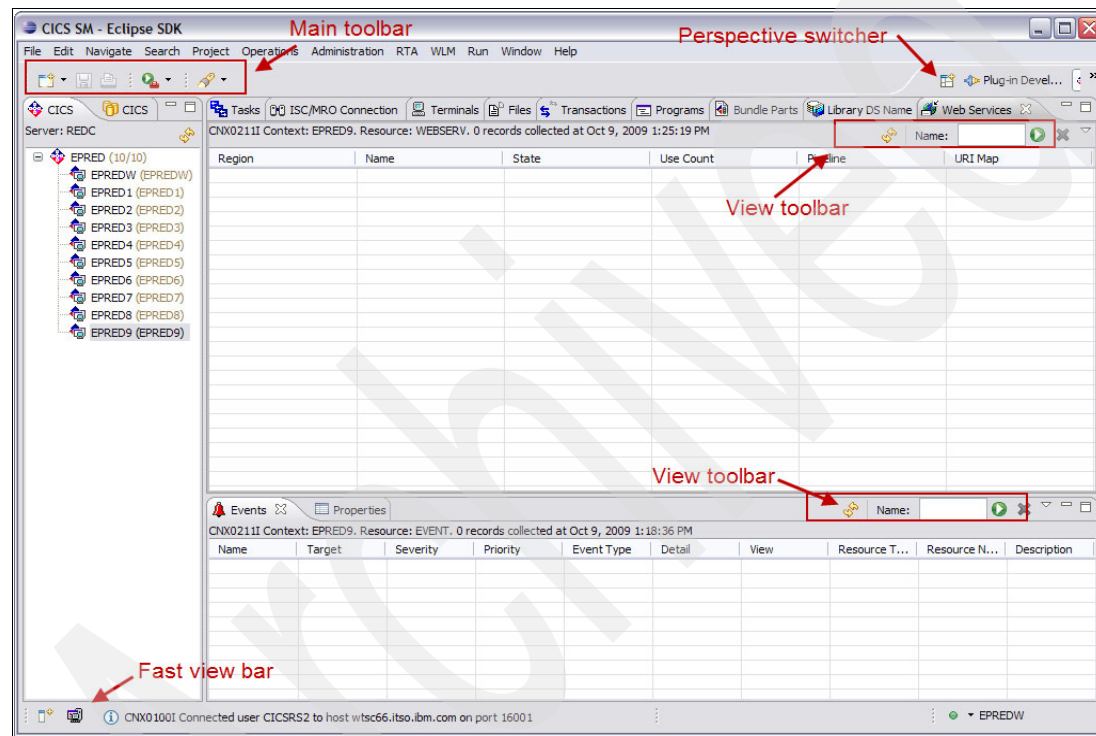 CICS SM - Eclipse SDK
Main toolbar
Perspective switcher
File Edit Navigate Search Project Operations Administration RTA WLM Run Window Help
Plug-in Devel...
CICS CICS
Tasks ISC/MRO Connection Terminals Files Transactions Programs Bundle Parts Library DS Name Web Services
Server: REDC
CNX0211I Context: EPRED9. Resource: WEBSERV. 0 records collected at Oct 9, 2009 1:25:19 PM
Name:
EPRED (10/10)
EPREDW (EPREDW)
EPRED1 (EPRED1)
EPRED2 (EPRED2)
EPRED3 (EPRED3)
EPRED4 (EPRED4)
EPRED5 (EPRED5)
EPRED6 (EPRED6)
EPRED7 (EPRED7)
EPRED8 (EPRED8)
EPRED9 (EPRED9)
Region Name State Use Count Pipeline URI Map
View toolbar
View toolbar
Events Properties
Name:
CNX0211I Context: EPRED9. Resource: EVENT. 0 records collected at Oct 9, 2009 1:18:36 PM
Name Target Severity Priority Event Type Detail View Resource T... Resource N... Description
Fast view bar
CNX0100I Connected user CICSRS2 to host wtsc66.itso.ibm.com on port 16001
EPREDW
Archived